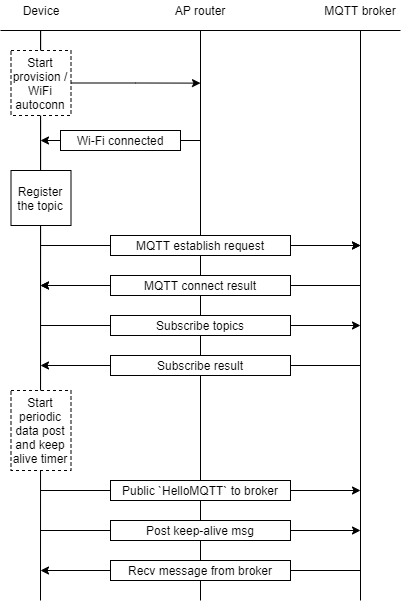 Device AP router MQTT broker
Start
provision /
WiFi
autoconn
Wi-Fi connected
Register
the topic
MQTT establish request
MQTT connect result
Subscribe topics
Subscribe result
Start
periodic
data post
and keep
alive timer
Public `HelloMQTT` to broker
Post keep-alive msg
Recv message from broker